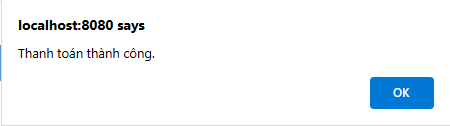 localhost:8080 says
Thanh toán thành công.
OK